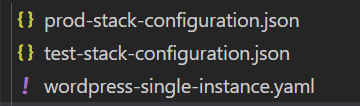 {} prod-stack-configuration.json
{} test-stack-configuration.json
! wordpress-single-instance.yaml